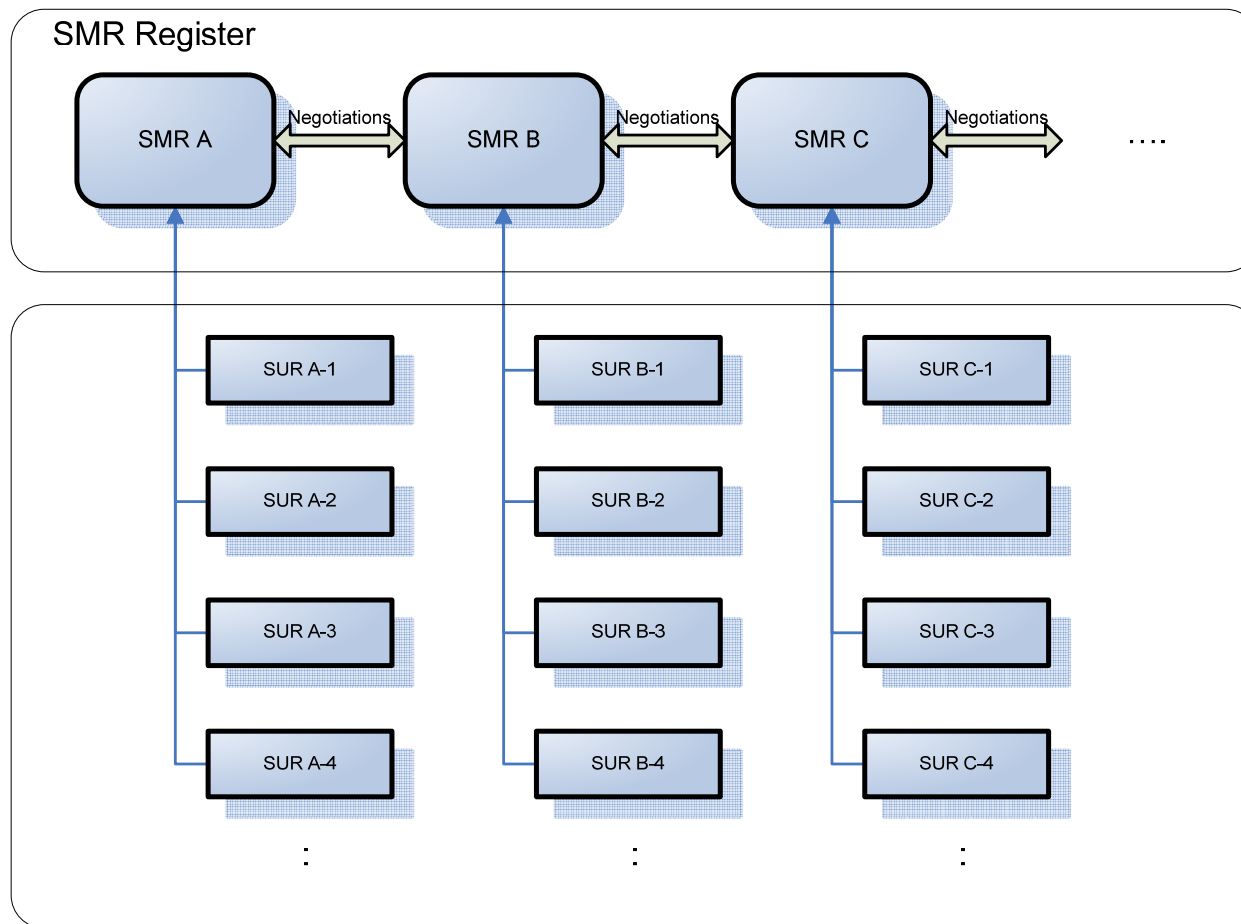 SMR Register
Negotiations
Negotiations
Negotiations
SMR A
SMR B
SMR C
....
SUR A-1
SUR B-1
SUR C-1
SUR A-2
SUR B-2
SUR C-2
SUR A-3
SUR B-3
SUR C-3
SUR A-4
SUR B-4
SUR C-4
:
:
: